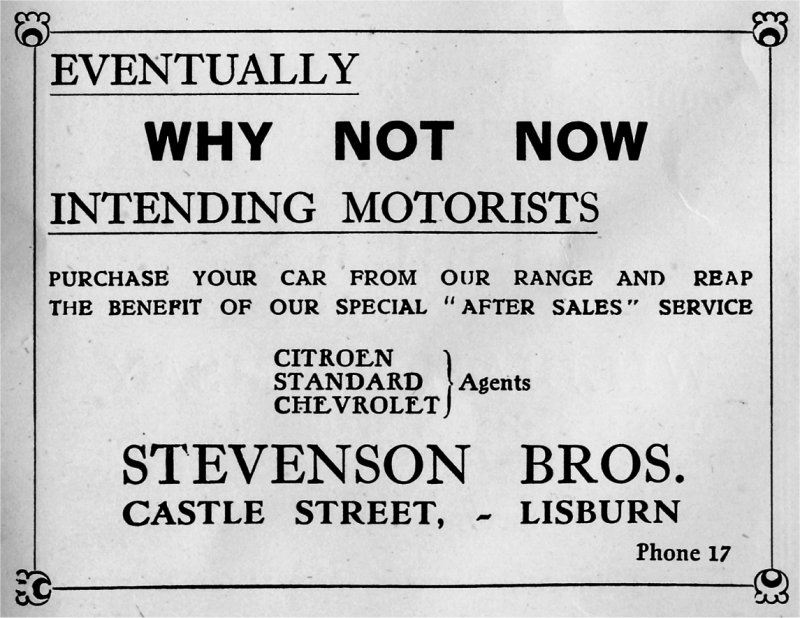 EVENTUALLY
WHY NOT NOW
INTENDING MOTORISTS
PURCHASE YOUR CAR FROM OUR RANGE AND REAP
THE BENEFIT OF OUR SPECIAL "AFTER SALES" SERVICE
CITROEN
STANDARD } Agents
CHEVROLET
STEVENSON BROS.
CASTLE STREET, - LISBURN
Phone 17